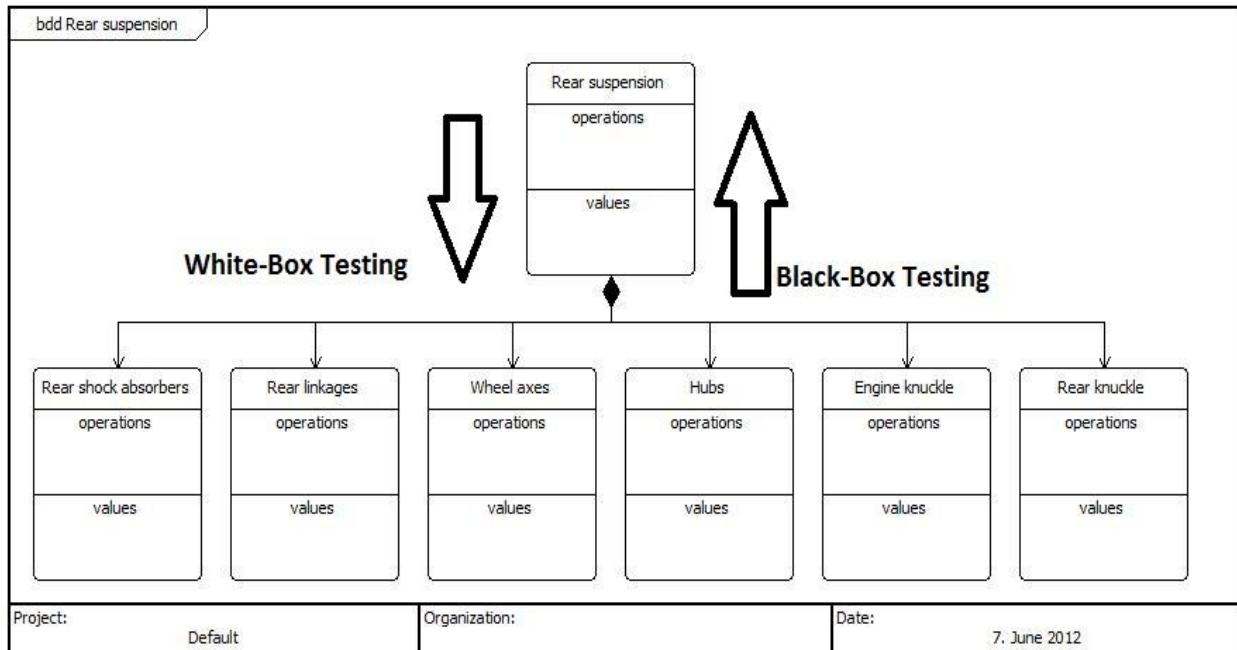 bdd Rear suspension
Rear suspension
operations
values
White-Box Testing
Black-Box Testing
Rear shock absorbers
operations
values
Rear linkages
operations
values
Wheel axes
operations
values
Hubs
operations
values
Engine knuckle
operations
values
Rear knuckle
operations
values
Project:
Default
Organization:
Date:
7. June 2012